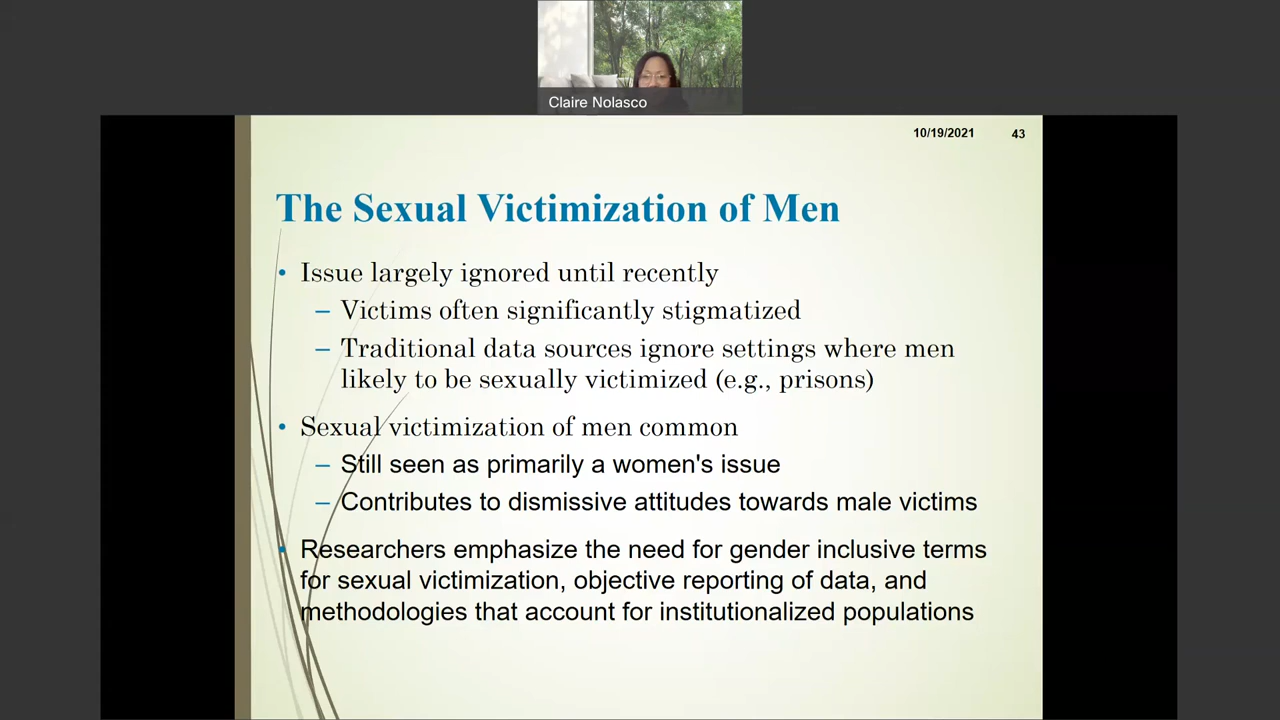 Claire Nolasco
10/19/2021 43
The Sexual Victimization of Men
• Issue largely ignored until recently
– Victims often significantly stigmatized
– Traditional data sources ignore settings where men
likely to be sexually victimized (e.g., prisons)
• Sexual victimization of men common
– Still seen as primarily a women's issue
– Contributes to dismissive attitudes towards male victims
• Researchers emphasize the need for gender inclusive terms
for sexual victimization, objective reporting of data, and
methodologies that account for institutionalized populations